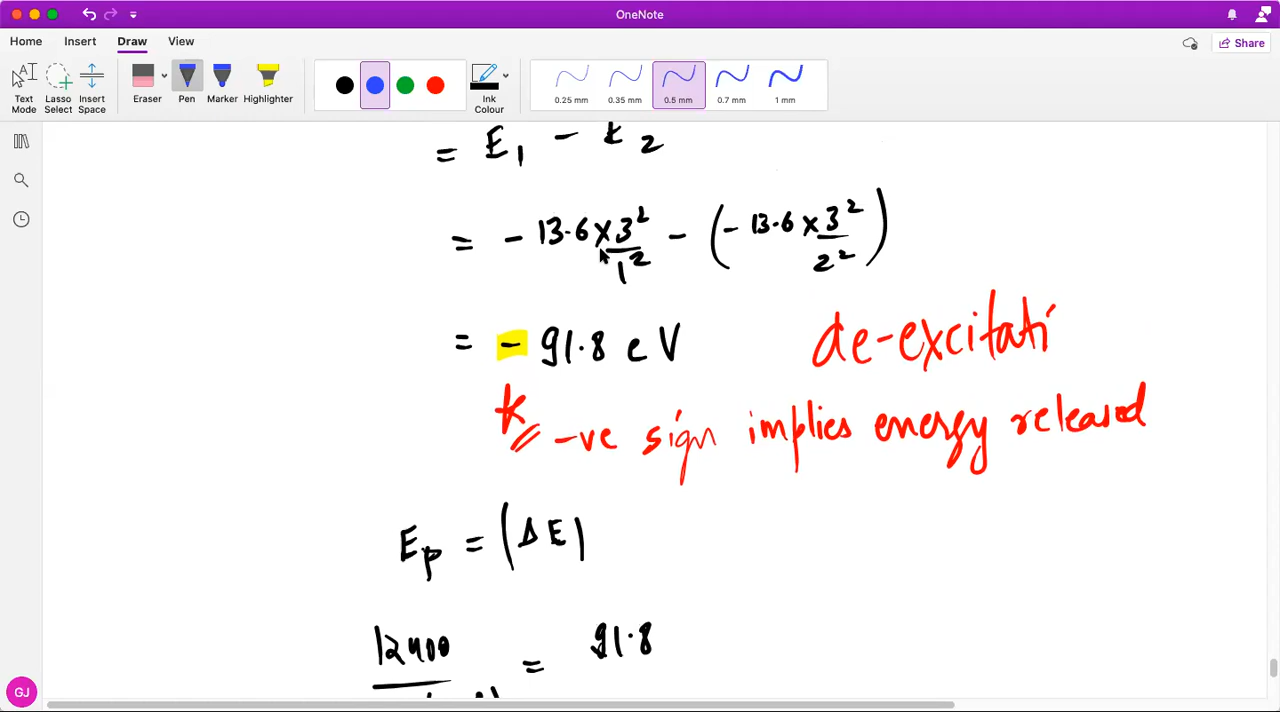 OneNote
Home Insert Draw View
Share
Text Mode
Lasso Select
Insert Space
Eraser
Pen
Marker
Highlighter
Ink Colour
0.25 mm
0.35 mm
0.5 mm
0.7 mm
1 mm
= E₁ - E₂
= - 13.6 x 3²/1² - (- 13.6 x 3²/2²)
= - 91.8 eV
de-excitati
-ve sign implies energy released
Eₚ = |ΔE|
12400
= 91.8
GJ